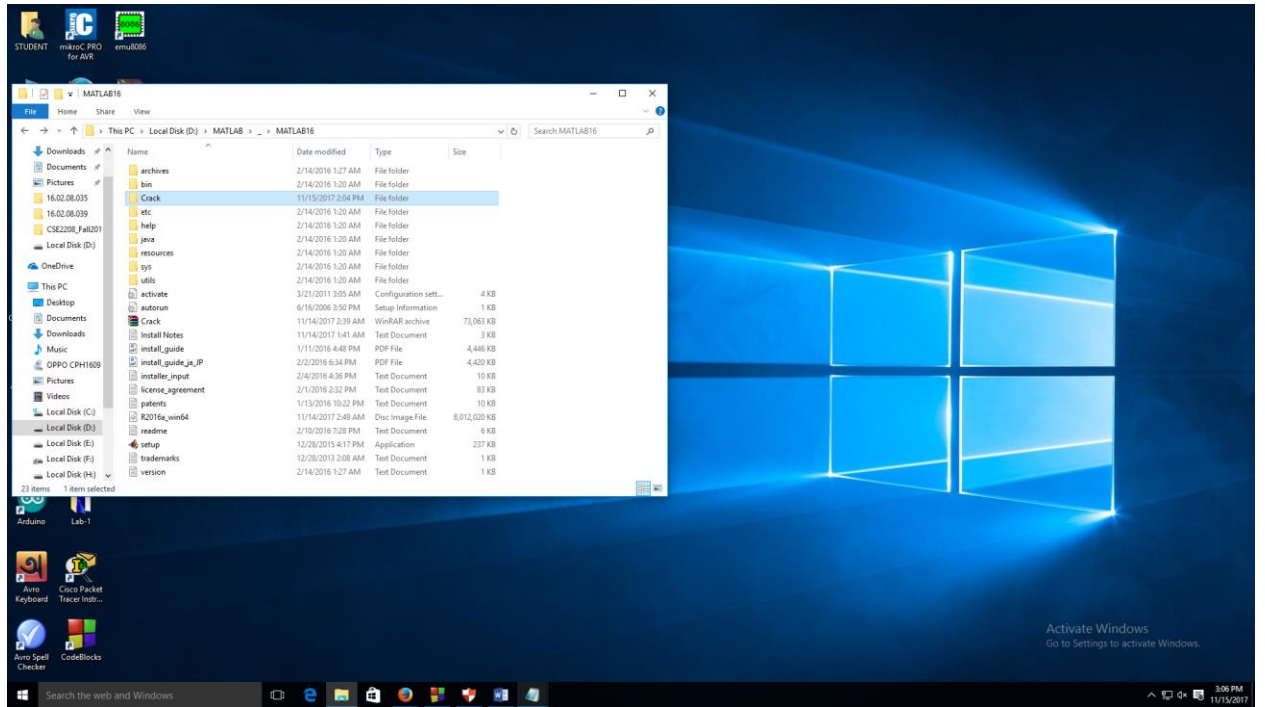 STUDENT
mikroC PRO
for AVR
8086
emu8086
MATLAB16
File Home Share View
This PC > Local Disk (D:) > MATLAB > _ > MATLAB16
Search MATLAB16
Downloads
Documents
Pictures
16.02.08.035
16.02.08.039
CSE2208_Fall201
Local Disk (D:)
OneDrive
This PC
Desktop
Documents
Downloads
Music
OPPO CPH1609
Pictures
Videos
Local Disk (C:)
Local Disk (D:)
Local Disk (E:)
Local Disk (F:)
Local Disk (H:)
Name Date modified Type Size
archives 2/14/2016 1:27 AM File folder
bin 2/14/2016 1:20 AM File folder
Crack 11/15/2017 2:04 PM File folder
etc 2/14/2016 1:20 AM File folder
help 2/14/2016 1:20 AM File folder
java 2/14/2016 1:20 AM File folder
resources 2/14/2016 1:20 AM File folder
sys 2/14/2016 1:20 AM File folder
utils 2/14/2016 1:20 AM File folder
activate 3/21/2011 3:05 AM Configuration sett... 4 KB
autorun 6/16/2006 3:50 PM Setup Information 1 KB
Crack 11/14/2017 2:39 AM WinRAR archive 73,063 KB
Install Notes 11/14/2017 1:41 AM Text Document 3 KB
install_guide 1/11/2016 4:48 PM PDF File 4,446 KB
install_guide_ja_JP 2/2/2016 6:34 PM PDF File 4,420 KB
installer_input 2/4/2016 4:36 PM Text Document 10 KB
license_agreement 2/1/2016 2:32 PM Text Document 83 KB
patents 1/13/2016 10:22 PM Text Document 10 KB
R2016a_win64 11/14/2017 2:49 AM Disc Image File 8,012,020 KB
readme 2/10/2016 7:28 PM Text Document 6 KB
setup 12/28/2015 4:17 PM Application 237 KB
trademarks 12/28/2013 2:08 AM Text Document 1 KB
version 2/14/2016 1:27 AM Text Document 1 KB
23 items 1 item selected
Arduino
Lab-1
Avro
Keyboard
Cisco Packet
Tracer Instr...
Avro Spell
Checker
CodeBlocks
Activate Windows
Go to Settings to activate Windows.
Search the web and Windows
3:06 PM
11/15/2017